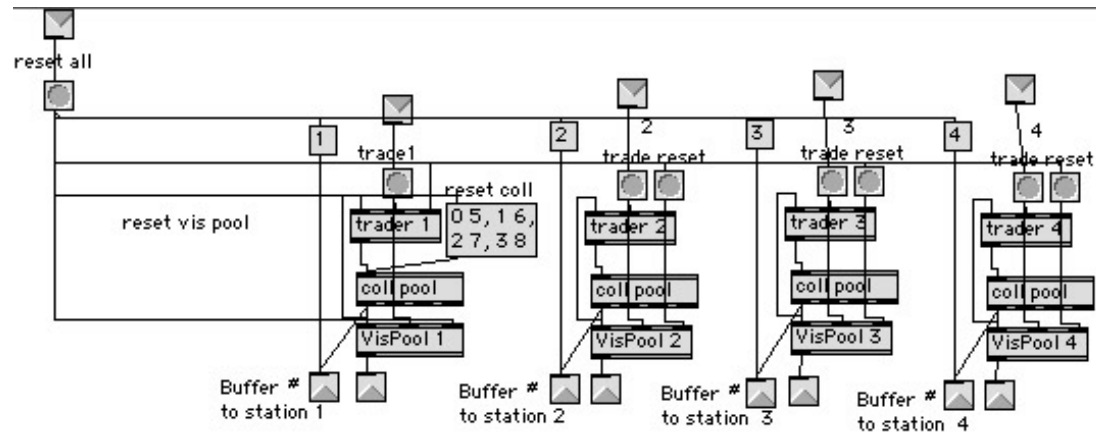 reset all
1
2
2
3
3
4
4
trade1
trade reset
trade reset
trade reset
reset coll
reset vis pool
0 5, 1 6,
2 7, 3 8
trader 1
trader 2
trader 3
trader 4
coll pool
coll pool
coll pool
coll pool
VisPool 1
VisPool 2
VisPool 3
VisPool 4
Buffer #
to station 1
Buffer #
to station 2
Buffer #
to station 3
Buffer #
to station 4